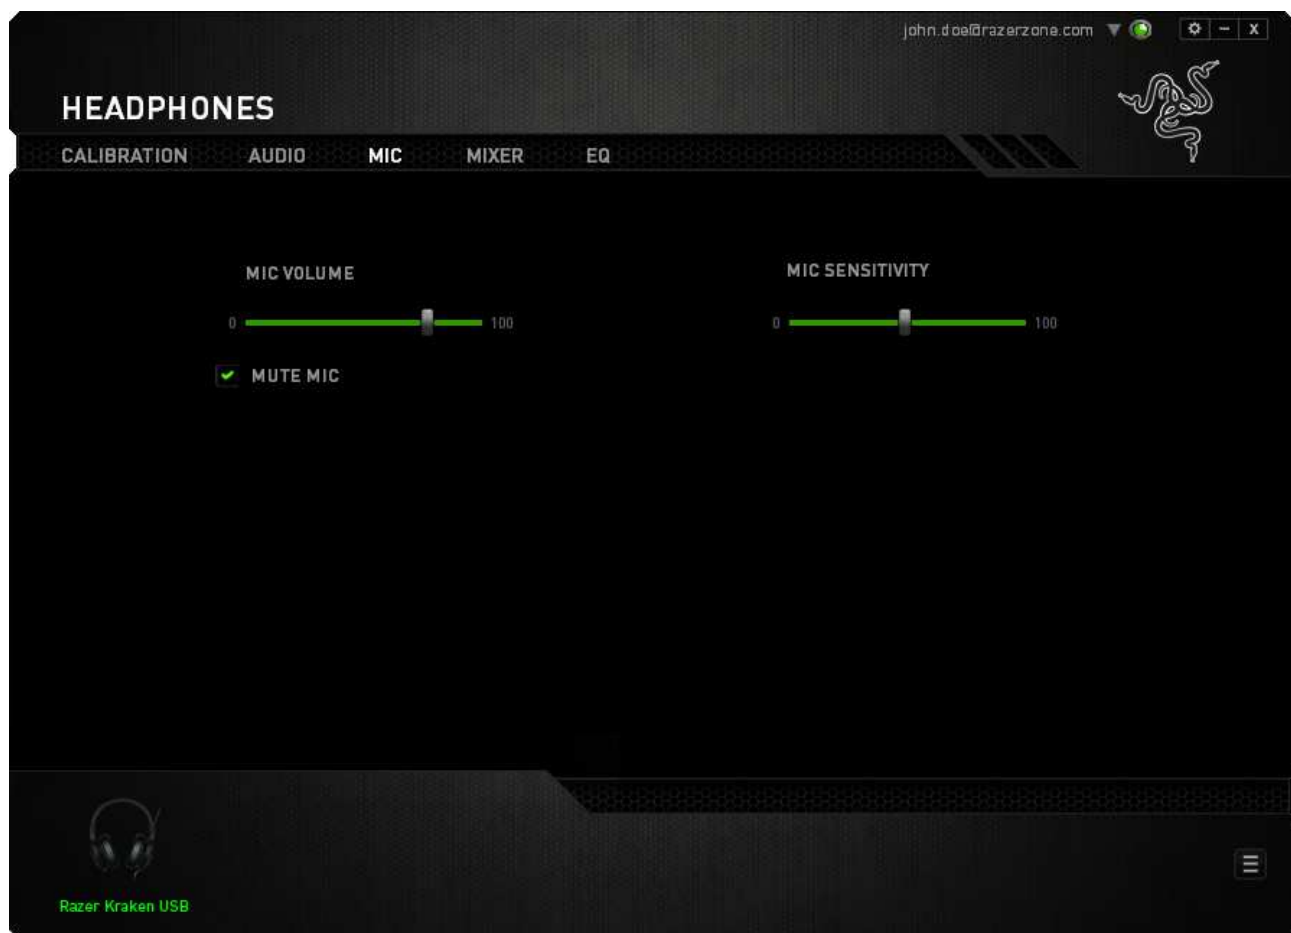 john.doe@razerzone.com
X
HEADPHONES
CALIBRATION AUDIO MIC MIXER EQ
MIC VOLUME
MIC SENSITIVITY
0 100
0 100
MUTE MIC
Razer Kraken USB